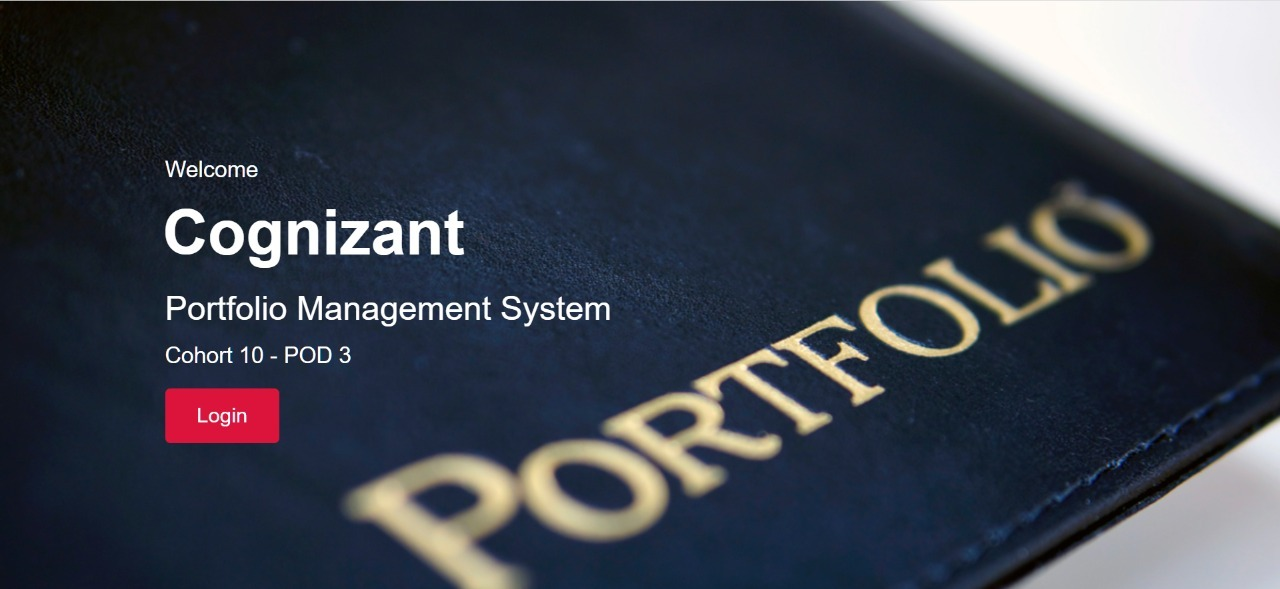 Welcome
Cognizant
Portfolio Management System
Cohort 10 - POD 3
Login
PORTFOLIO